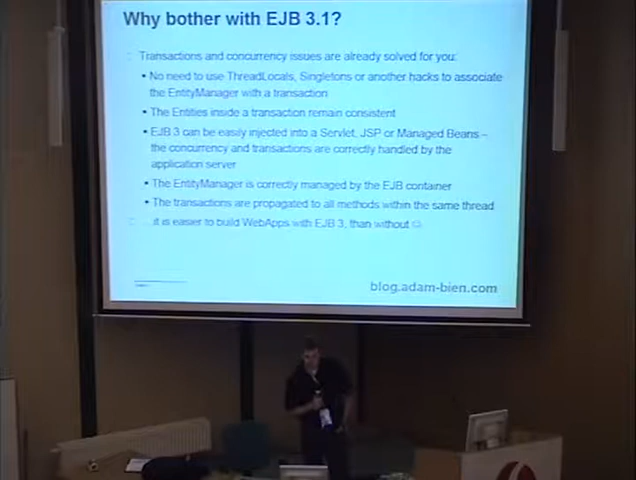 Why bother with EJB 3.1?
Transactions and concurrency issues are already solved for you:
• No need to use ThreadLocals, Singletons or another hacks to associate
the EntityManager with a transaction
• The Entities inside a transaction remain consistent
• EJB 3 can be easily injected into a Servlet, JSP or Managed Beans –
the concurrency and transactions are correctly handled by the
application server
• The EntityManager is correctly managed by the EJB container
• The transactions are propagated to all methods within the same thread
... it is easier to build WebApps with EJB 3, than without ☺
blog.adam-bien.com